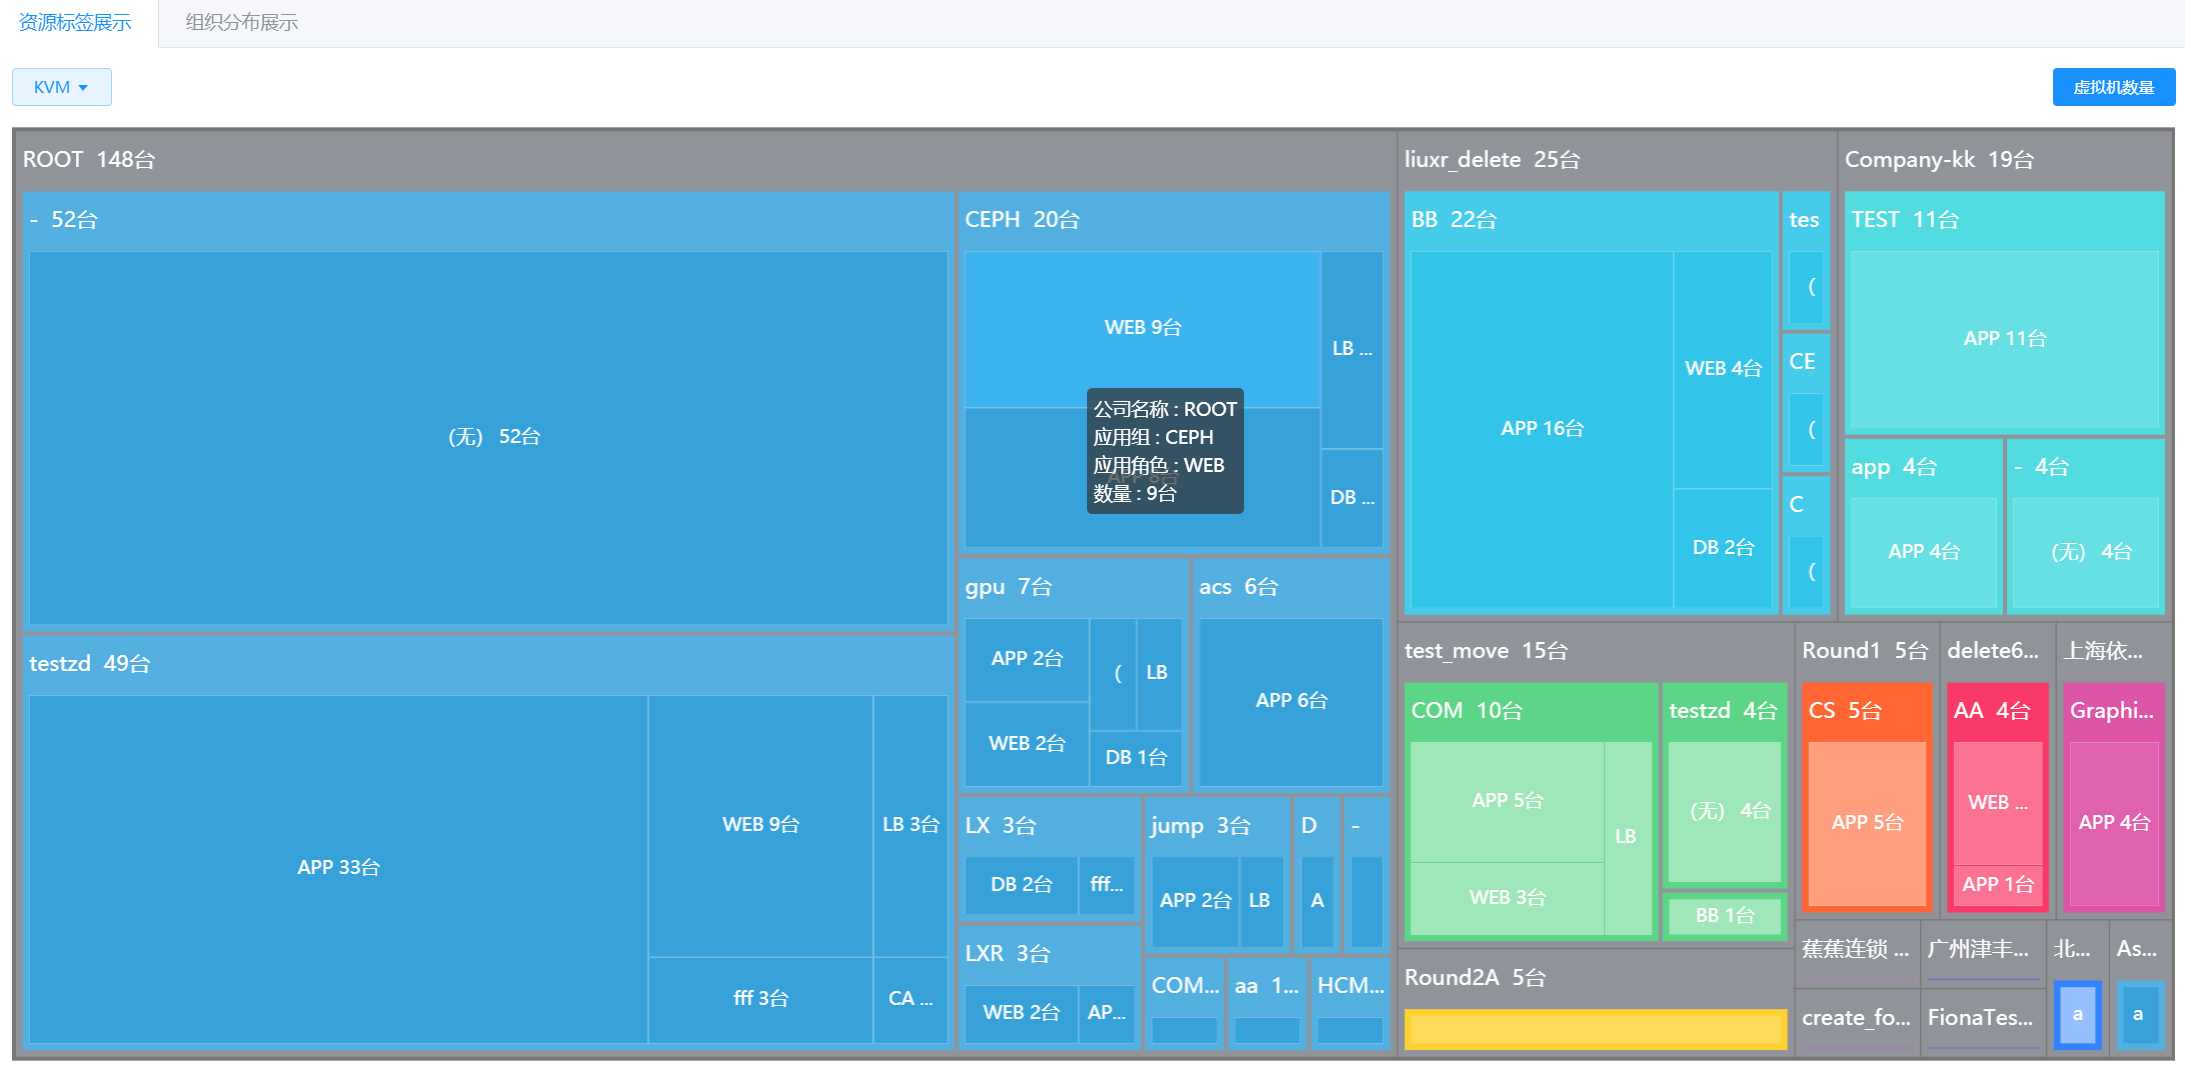 资源标签展示
组织分布展示
KVM
虚拟机数量
ROOT 148台
- 52台
(无) 52台
testzd 49台
APP 33台
WEB 9台
LB 3台
fff 3台
CA ...
CEPH 20台
WEB 9台
LB ...
APP 8台
DB ...
公司名称 : ROOT
应用组 : CEPH
应用角色 : WEB
数量 : 9台
gpu 7台
APP 2台
(
LB
WEB 2台
DB 1台
acs 6台
APP 6台
LX 3台
DB 2台
fff...
LXR 3台
WEB 2台
AP...
jump 3台
APP 2台
LB
D
A
-
COM...
aa 1...
HCM...
liuxr_delete 25台
BB 22台
APP 16台
WEB 4台
DB 2台
tes
(
CE
(
C
(
Company-kk 19台
TEST 11台
APP 11台
app 4台
APP 4台
- 4台
(无) 4台
test_move 15台
COM 10台
APP 5台
LB
WEB 3台
testzd 4台
(无) 4台
BB 1台
Round2A 5台
Round1 5台
CS 5台
APP 5台
delete6...
AA 4台
WEB ...
APP 1台
上海依...
Graphi...
APP 4台
蕉蕉连锁 ...
广州津丰...
北...
a
As...
a
create_fo...
FionaTes...